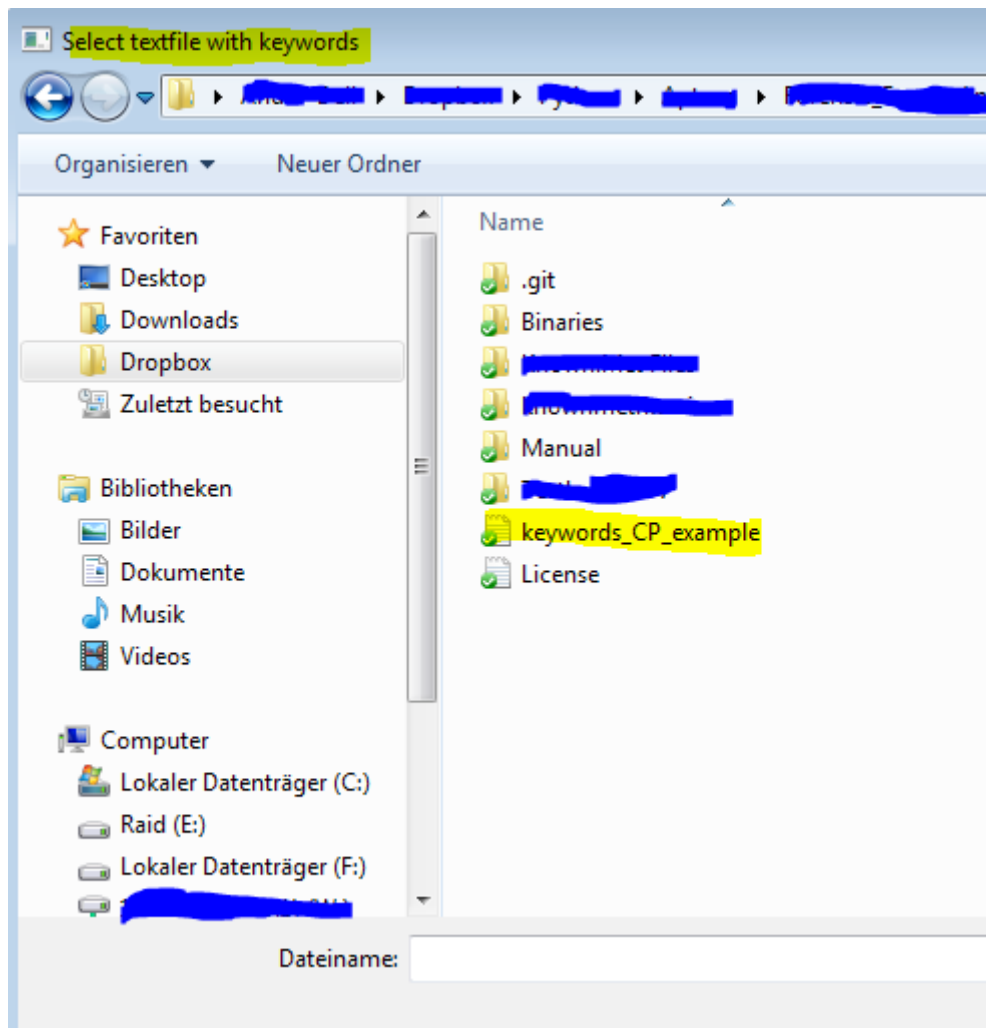 Select textfile with keywords
Organisieren
Neuer Ordner
Favoriten
Desktop
Downloads
Dropbox
Zuletzt besucht
Bibliotheken
Bilder
Dokumente
Musik
Videos
Computer
Lokaler Datenträger (C:)
Raid (E:)
Lokaler Datenträger (F:)
Name
.git
Binaries
Manual
keywords_CP_example
License
Dateiname: